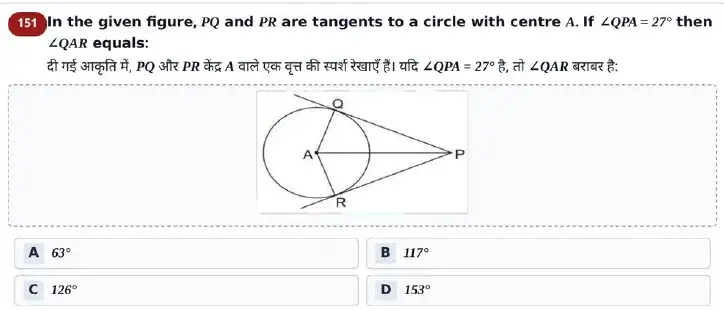 151 In the given figure, PQ and PR are tangents to a circle with centre A. If ∠QPA = 27° then
∠QAR equals:
दी गई आकृति में, PQ और PR केंद्र A वाले एक वृत्त की स्पर्श रेखाएँ हैं। यदि ∠QPA = 27° है, तो ∠QAR बराबर है:
Q
A
P
R
A 63°
B 117°
C 126°
D 153°